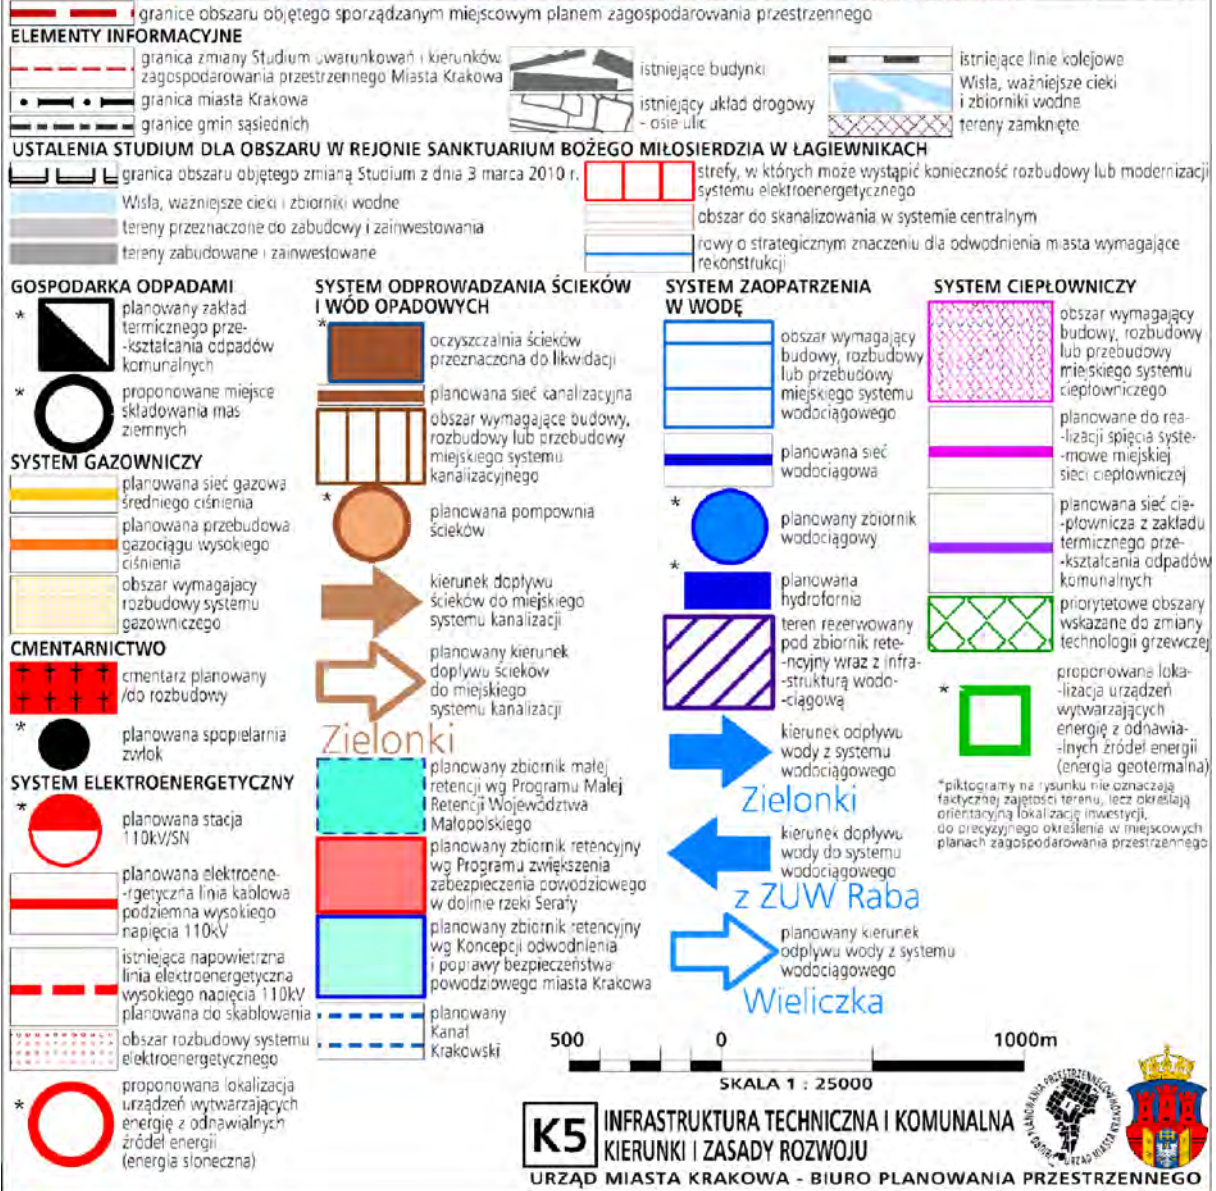 granice obszaru objętego sporządzanym miejscowym planem zagospodarowania przestrzennego
ELEMENTY INFORMACYJNE
granica zmiany Studium uwarunkowań i kierunków
zagospodarowania przestrzennego Miasta Krakowa
granica miasta Krakowa
granice gmin sąsiednich
istniejące budynki
istniejący układ drogowy
- osie ulic
istniejące linie kolejowe
Wisła, ważniejsze cieki
i zbiorniki wodne
tereny zamknięte
USTALENIA STUDIUM DLA OBSZARU W REJONIE SANKTUARIUM BOŻEGO MIŁOSIERDZIA W ŁAGIEWNIKACH
granica obszaru objętego zmianą Studium z dnia 3 marca 2010 r.
Wisła, ważniejsze cieki i zbiorniki wodne
tereny przeznaczone do zabudowy i zainwestowania
tereny zabudowane i zainwestowane
strefy, w których może wystąpić konieczność rozbudowy lub modernizacji
systemu elektroenergetycznego
obszar do skanalizowania w systemie centralnym
rowy o strategicznym znaczeniu dla odwodnienia miasta wymagające
rekonstrukcji
GOSPODARKA ODPADAMI
*
planowany zakład
termicznego prze-
-kształcania odpadów
komunalnych
*
proponowane miejsce
składowania mas
ziemnych
SYSTEM GAZOWNICZY
planowana sieć gazowa
średniego ciśnienia
planowana przebudowa
gazociągu wysokiego
ciśnienia
obszar wymagający
rozbudowy systemu
gazowniczego
CMENTARNICTWO
cmentarz planowany
/do rozbudowy
*
planowana spopielarnia
zwłok
SYSTEM ELEKTROENERGETYCZNY
*
planowana stacja
110kV/SN
planowana elektroene-
-rgetyczna linia kablowa
podziemna wysokiego
napięcia 110kV
istniejąca napowietrzna
linia elektroenergetyczna
wysokiego napięcia 110kV
planowana do skablowania
obszar rozbudowy systemu
elektroenergetycznego
*
proponowana lokalizacja
urządzeń wytwarzających
energię z odnawialnych
źródeł energii
(energia słoneczna)
SYSTEM ODPROWADZANIA ŚCIEKÓW
I WÓD OPADOWYCH
*
oczyszczalnia ścieków
przeznaczona do likwidacji
planowana sieć kanalizacyjna
obszar wymagające budowy,
rozbudowy lub przebudowy
miejskiego systemu
kanalizacyjnego
*
planowana pompownia
ścieków
kierunek dopływu
ścieków do miejskiego
systemu kanalizacji
planowany kierunek
dopływu ścieków
do miejskiego
systemu kanalizacji
Zielonki
planowany zbiornik małej
retencji wg Programu Małej
Retencji Województwa
Małopolskiego
planowany zbiornik retencyjny
wg Programu zwiększenia
zabezpieczenia powodziowego
w dolinie rzeki Serafy
planowany zbiornik retencyjny
wg Koncepcji odwodnienia
i poprawy bezpieczeństwa
powodziowego miasta Krakowa
planowany
Kanał
Krakowski
SYSTEM ZAOPATRZENIA
W WODĘ
obszar wymagający
budowy, rozbudowy
lub przebudowy
miejskiego systemu
wodociągowego
planowana sieć
wodociągowa
*
planowany zbiornik
wodociągowy
*
planowana
hydrofornia
teren rezerwowany
pod zbiornik rete-
-ncyjny wraz z infra-
-strukturą wodo-
-ciągową
kierunek odpływu
wody z systemu
wodociągowego
Zielonki
kierunek dopływu
wody do systemu
wodociągowego
z ZUW Raba
planowany kierunek
odpływu wody z systemu
wodociągowego
Wieliczka
SYSTEM CIEPŁOWNICZY
obszar wymagający
budowy, rozbudowy
lub przebudowy
miejskiego systemu
ciepłowniczego
planowane do rea-
-lizacji spięcia syste-
-mowe miejskiej
sieci ciepłowniczej
planowana sieć cie-
-płownicza z zakładu
termicznego prze-
-kształcania odpadów
komunalnych
priorytetowe obszary
wskazane do zmiany
technologii grzewczej
*
proponowana loka-
-lizacja urządzeń
wytwarzających
energię z odnawia-
-lnych źródeł energii
(energia geotermalna)
*piktogramy na rysunku nie oznaczają
faktycznej zajętości terenu, lecz określają
orientacyjną lokalizację inwestycji,
do precyzyjnego określenia w miejscowych
planach zagospodarowania przestrzennego
500 0 1000m
SKALA 1 : 25000
K5
INFRASTRUKTURA TECHNICZNA I KOMUNALNA
KIERUNKI I ZASADY ROZWOJU
BIURO PLANOWANIA PRZESTRZENNEGO URZĄD MIASTA KRAKOWA
URZĄD MIASTA KRAKOWA - BIURO PLANOWANIA PRZESTRZENNEGO